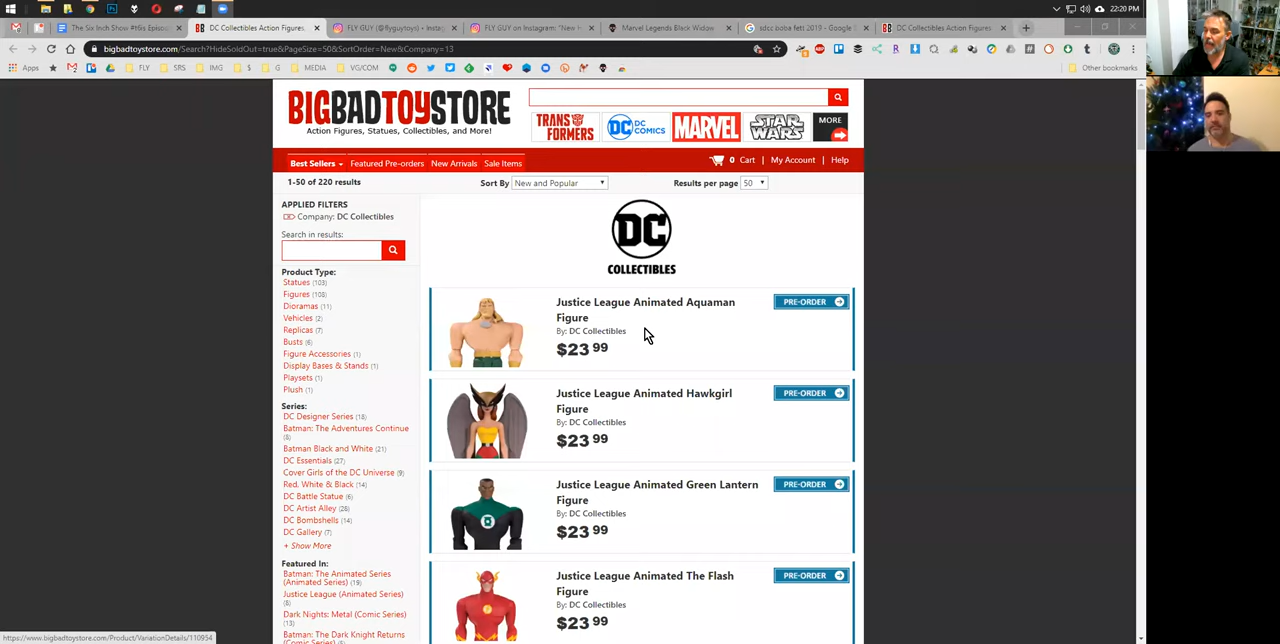 The Six Inch Show #HisEpisod
DC Collectibles Action Figures,
FLY GUY (@flyguytoys) • Instag
FLY GUY on Instagram: "New H
Marvel Legends Black Widow
sdcc boba fett 2019 - Google S
DC Collectibles Action Figures
22:20 PM
bigbadtoystore.com/Search?HideSoldOut=true&PageSize=50&SortOrder=New&Company=13
Apps
FLY
SRS
IMG
$
G
MEDIA
VG/COM
Other bookmarks
BIGBADTOYSTORE
Action Figures, Statues, Collectibles, and More!
TRANSFORMERS
DC COMICS
MARVEL
STAR WARS
MORE
Best Sellers
Featured Pre-orders
New Arrivals
Sale Items
0 Cart | My Account | Help
1-50 of 220 results
Sort By New and Popular
Results per page 50
APPLIED FILTERS
Company: DC Collectibles
Search in results:
Product Type:
Statues (103)
Figures (108)
Dioramas (11)
Vehicles (2)
Replicas (7)
Busts (6)
Figure Accessories (1)
Display Bases & Stands (1)
Playsets (1)
Plush (1)
Series:
DC Designer Series (18)
Batman: The Adventures Continue
(8)
Batman Black and White (21)
DC Essentials (27)
Cover Girls of the DC Universe (9)
Red, White & Black (14)
DC Battle Statue (6)
DC Artist Alley (28)
DC Bombshells (14)
DC Gallery (7)
+ Show More
Featured In:
Batman: The Animated Series
(Animated Series) (19)
Justice League (Animated Series)
(8)
Dark Nights: Metal (Comic Series)
(13)
Batman: The Dark Knight Returns
DC
COLLECTIBLES
Justice League Animated Aquaman
Figure
By: DC Collectibles
$23 99
PRE-ORDER
Justice League Animated Hawkgirl
Figure
By: DC Collectibles
$23 99
PRE-ORDER
Justice League Animated Green Lantern
Figure
By: DC Collectibles
$23 99
PRE-ORDER
Justice League Animated The Flash
Figure
By: DC Collectibles
$23 99
PRE-ORDER
https://www.bigbadtoystore.com/Product/VariationDetails/110954